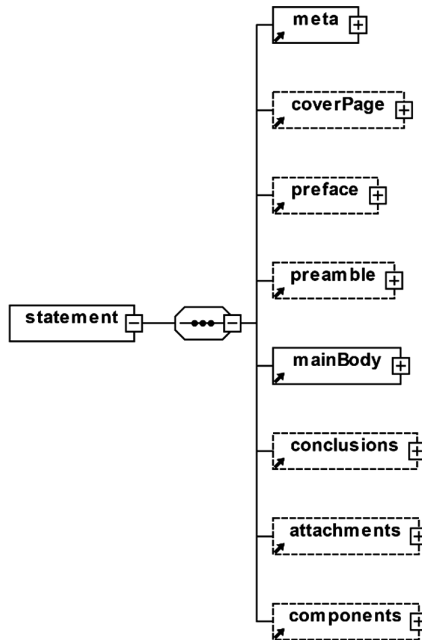 meta
coverPage
preface
preamble
statement
mainBody
conclusions
attachments
components